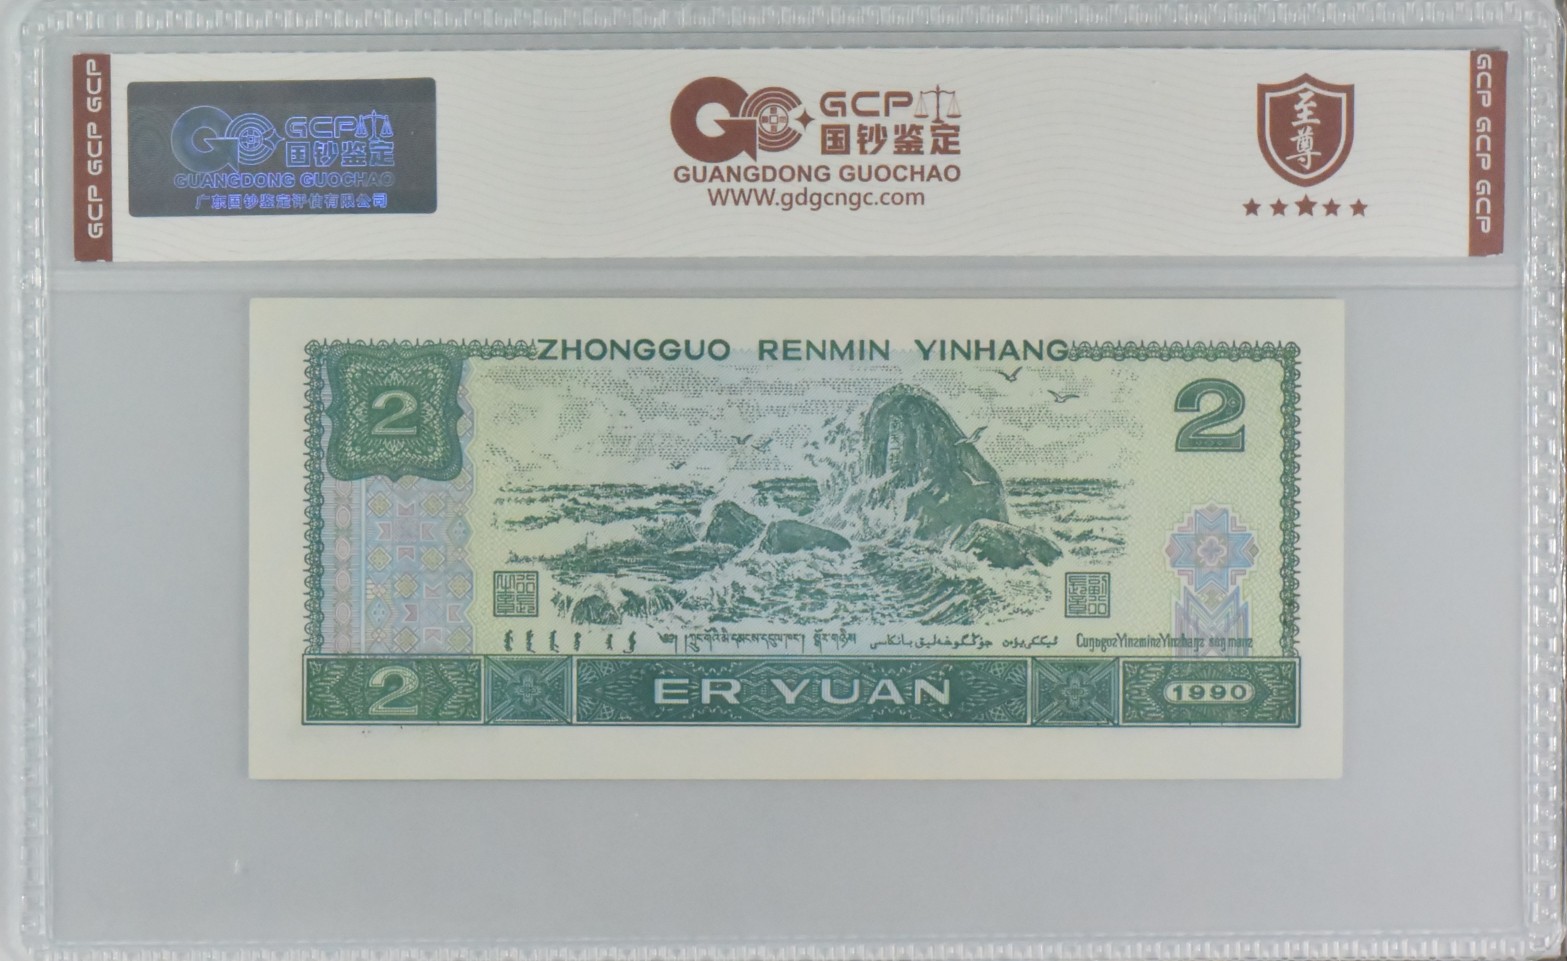 GCP GCP GCP
GCP
国钞鉴定
GUANGDONG GUOCHAO
广东国钞鉴定评估有限公司
GCP
国钞鉴定
GUANGDONG GUOCHAO
WWW.gdgcngc.com
至尊
GCP GCP GCP
ZHONGGUO RENMIN YINHANG
2
2
2 ER YUAN 1990